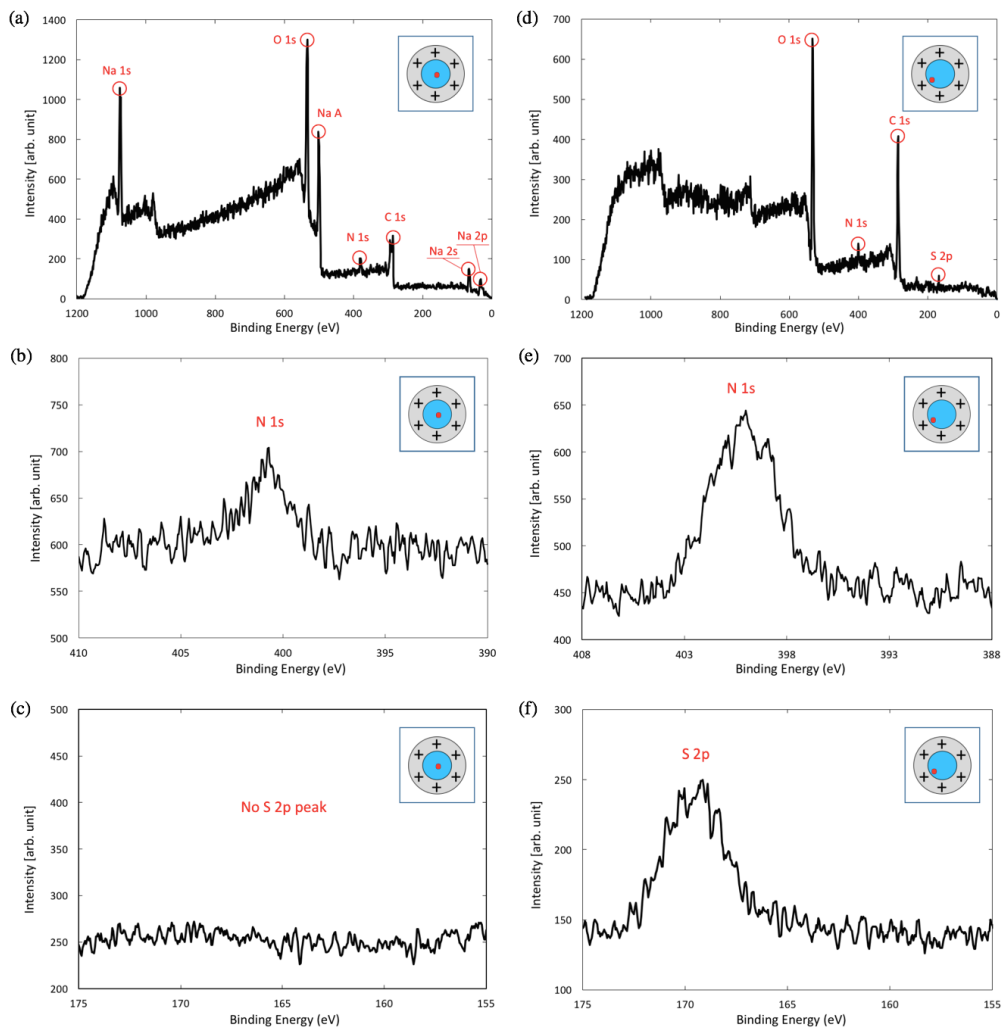 (a)
1400
1200
1000
800
600
400
200
0
Intensity [arb. unit]
Na 1s
O 1s
Na A
N 1s
C 1s
Na 2s
Na 2p
+ + + + + +
1200 1000 800 600 400 200 0
Binding Energy (eV)
(d)
700
600
500
400
300
200
100
0
Intensity [arb. unit]
O 1s
C 1s
N 1s
S 2p
+ + + + + +
1200 1000 800 600 400 200 0
Binding Energy (eV)
(b)
800
750
700
650
600
550
500
Intensity [arb. unit]
N 1s
+ + + + + +
410 405 400 395 390
Binding Energy (eV)
(e)
700
650
600
550
500
450
400
Intensity [arb. unit]
N 1s
+ + + + + +
408 403 398 393 388
Binding Energy (eV)
(c)
500
450
400
350
300
250
200
Intensity [arb. unit]
No S 2p peak
+ + + + + +
175 170 165 160 155
Binding Energy (eV)
(f)
300
250
200
150
100
Intensity [arb. unit]
S 2p
+ + + + + +
175 170 165 160 155
Binding Energy (eV)